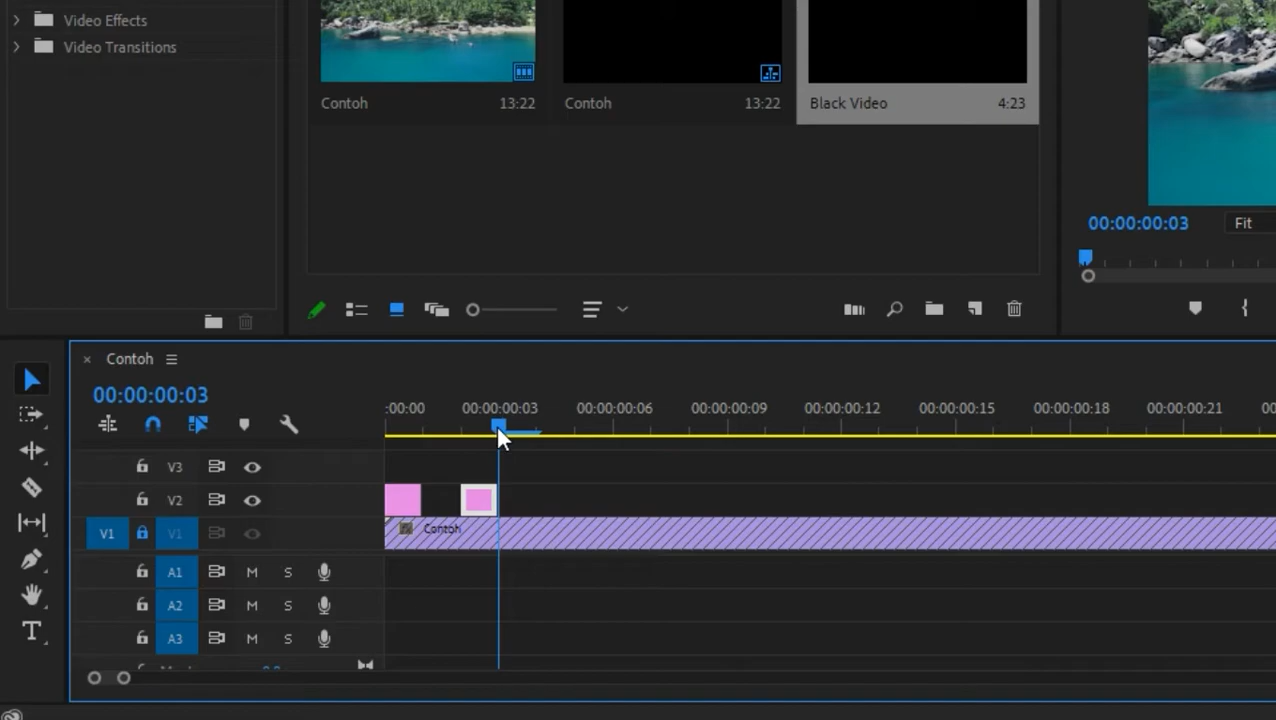 Video Effects
Video Transitions
Contoh 13:22
Contoh 13:22
Black Video 4:23
00:00:00:03 Fit
Contoh
00:00:00:03
:00:00 00:00:00:03 00:00:00:06 00:00:00:09 00:00:00:12 00:00:00:15 00:00:00:18 00:00:00:21
V3
V2
V1 V1 Contoh
A1 M S
A2 M S
A3 M S